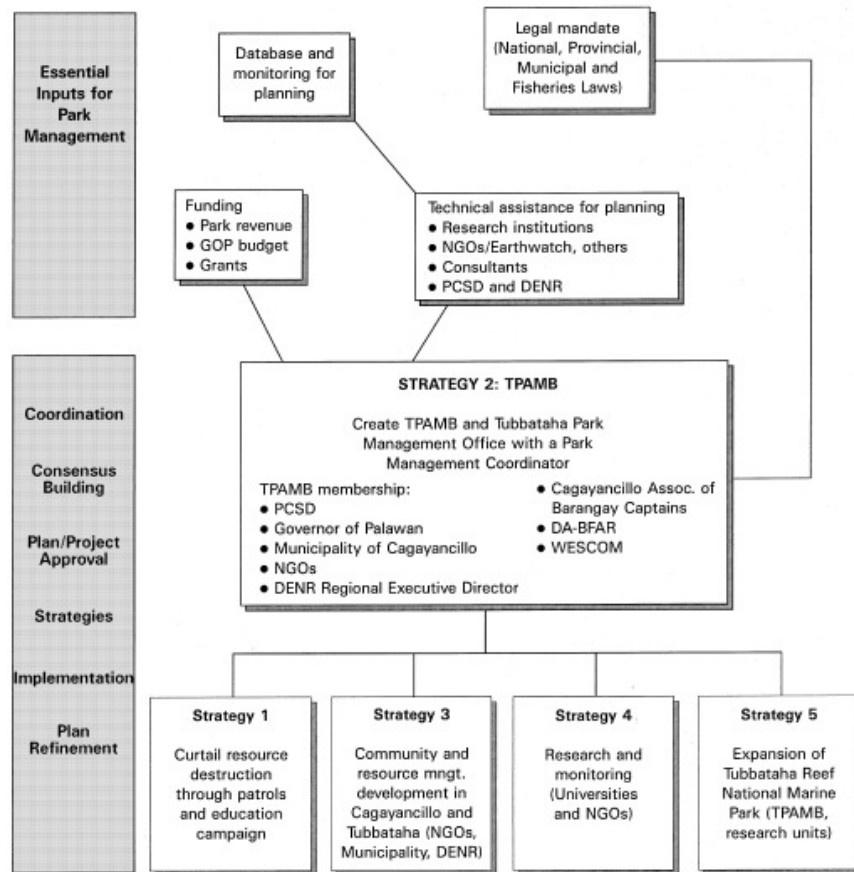 Essential
Inputs for
Park
Management
Database and
monitoring for
planning
Legal mandate
(National, Provincial,
Municipal and
Fisheries Laws)
Funding
● Park revenue
● GOP budget
● Grants
Technical assistance for planning
● Research institutions
● NGOs/Earthwatch, others
● Consultants
● PCSD and DENR
Coordination
Consensus
Building
Plan/Project
Approval
Strategies
Implementation
Plan
Refinement
STRATEGY 2: TPAMB
Create TPAMB and Tubbataha Park
Management Office with a Park
Management Coordinator
TPAMB membership:
● PCSD
● Governor of Palawan
● Municipality of Cagayancillo
● NGOs
● DENR Regional Executive Director
● Cagayancillo Assoc. of
Barangay Captains
● DA-BFAR
● WESCOM
Strategy 1
Curtail resource
destruction
through patrols
and education
campaign
Strategy 3
Community and
resource mngt.
development in
Cagayancillo and
Tubbataha (NGOs,
Municipality, DENR)
Strategy 4
Research and
monitoring
(Universities
and NGOs)
Strategy 5
Expansion of
Tubbataha Reef
National Marine
Park (TPAMB,
research units)